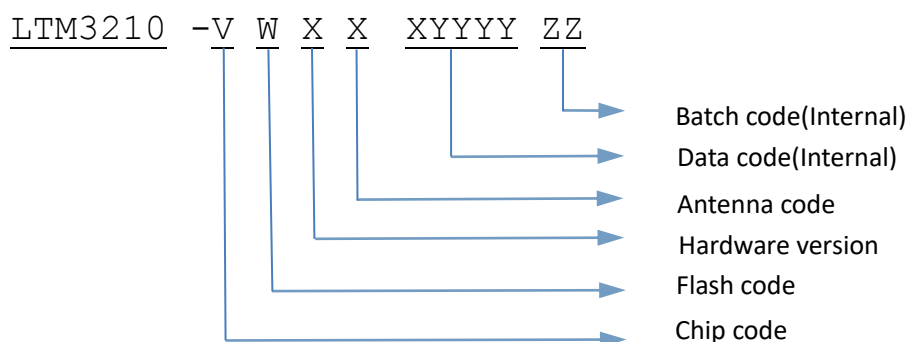 LTM3210 -V W X X XYYYY ZZ
Batch code(Internal)
Data code(Internal)
Antenna code
Hardware version
Flash code
Chip code